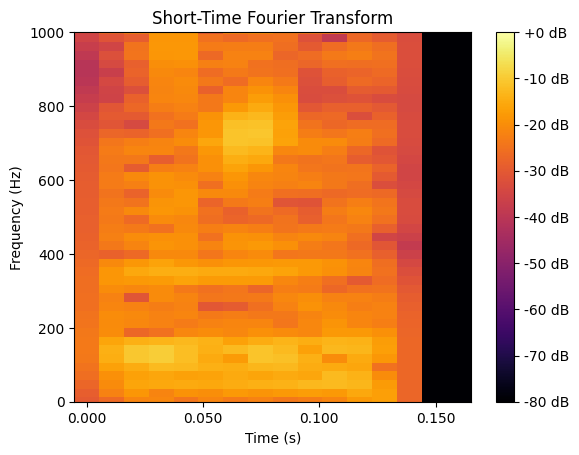 Short-Time Fourier Transform
1000
800
600
400
200
0
Frequency (Hz)
0.000
0.050
0.100
0.150
Time (s)
+0 dB
-10 dB
-20 dB
-30 dB
-40 dB
-50 dB
-60 dB
-70 dB
-80 dB